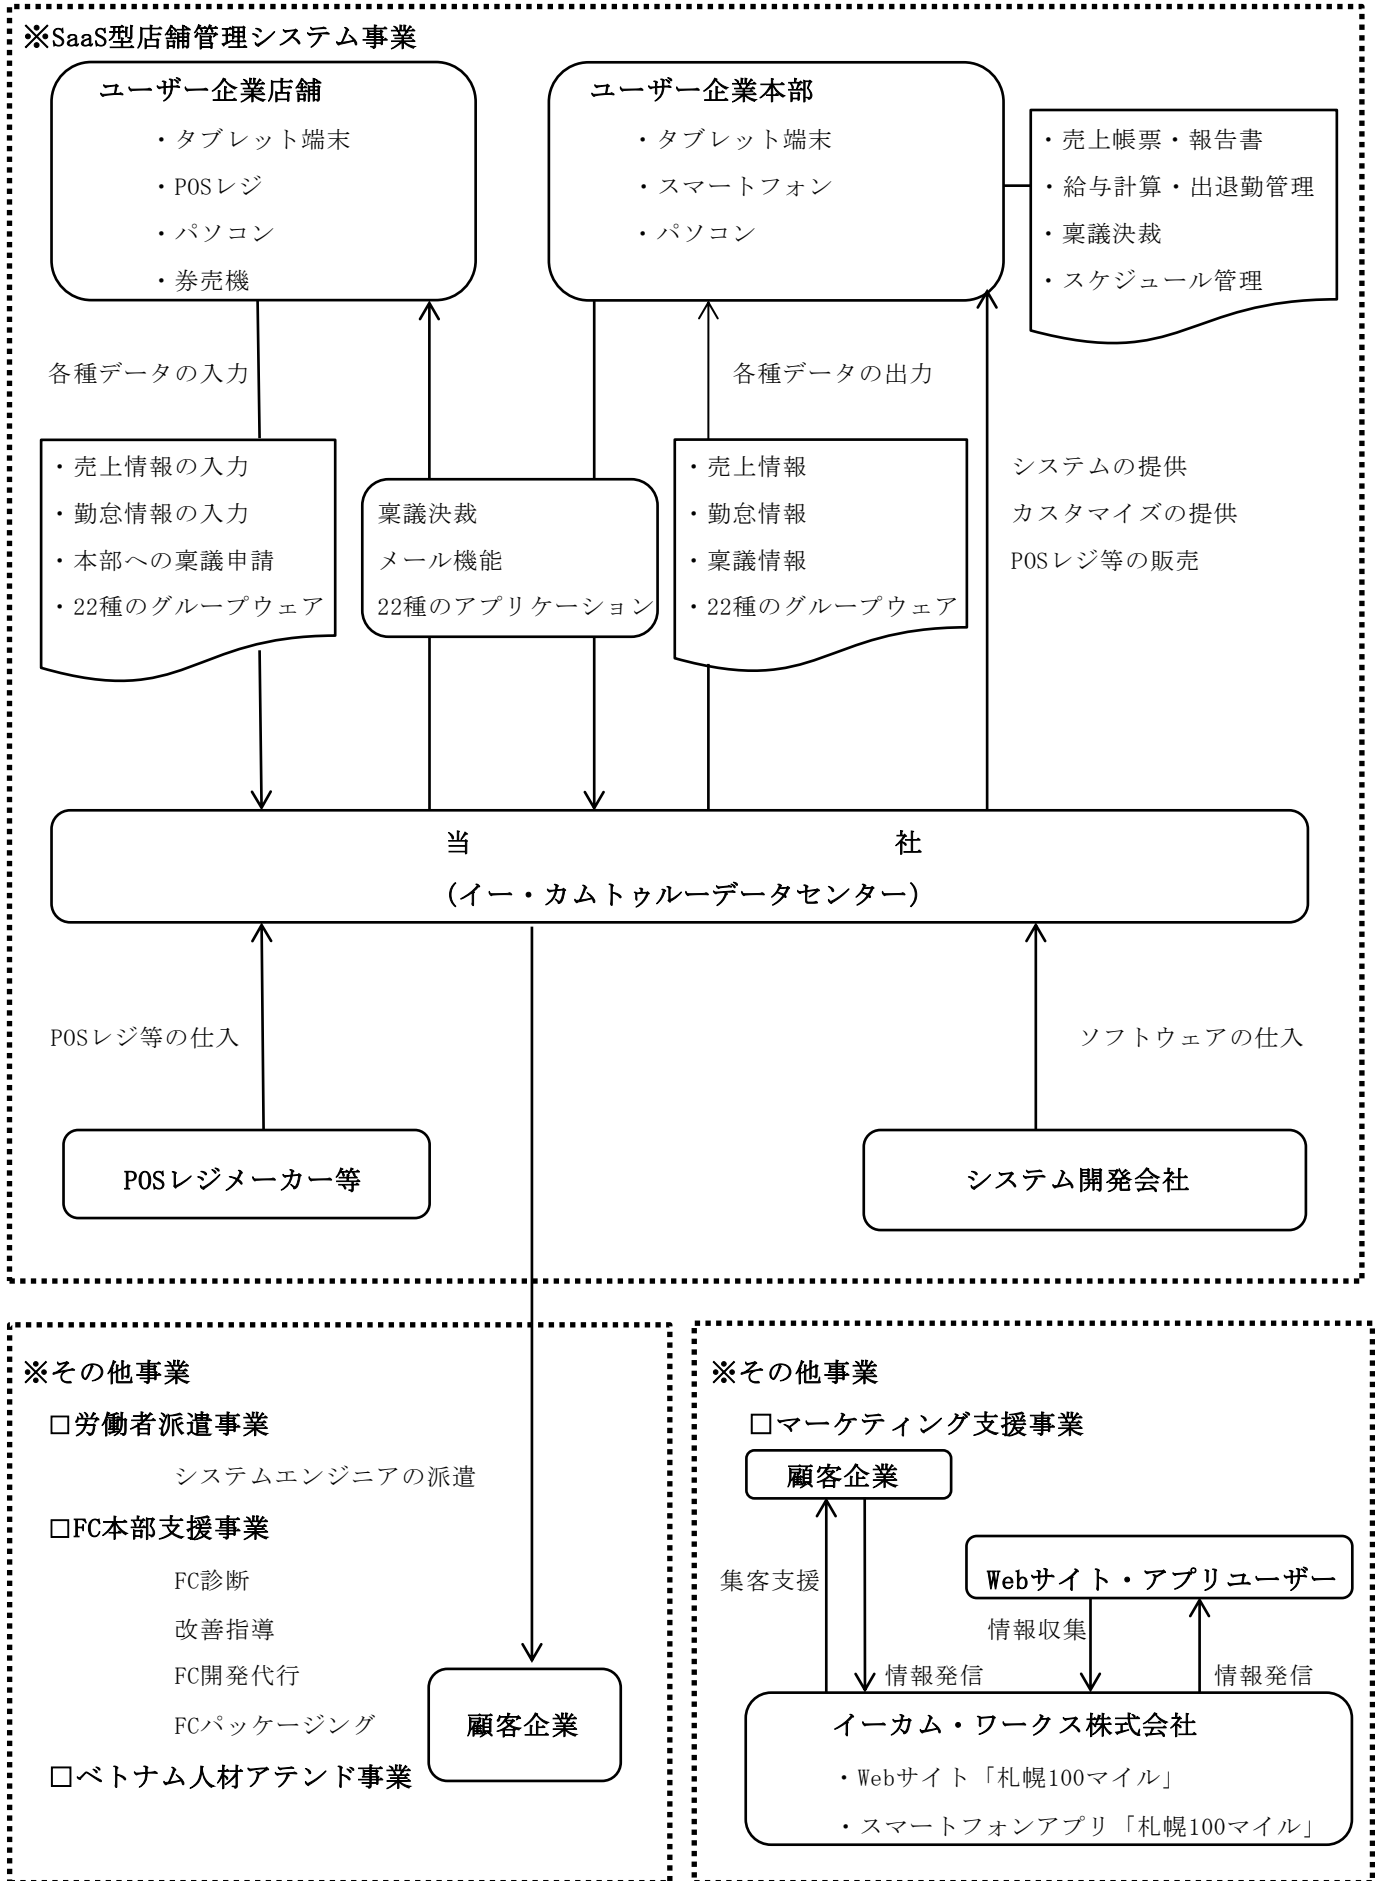 ※SaaS型店舗管理システム事業
ユーザー企業店舗
・タブレット端末
・POSレジ
・パソコン
・券売機
ユーザー企業本部
・タブレット端末
・スマートフォン
・パソコン
・売上帳票・報告書
・給与計算・出退勤管理
・稟議決裁
・スケジュール管理
各種データの入力
各種データの出力
・売上情報の入力
・勤怠情報の入力
・本部への稟議申請
・22種のグループウェア
稟議決裁
メール機能
22種のアプリケーション
・売上情報
・勤怠情報
・稟議情報
・22種のグループウェア
システムの提供
カスタマイズの提供
POSレジ等の販売
当　社
(イー・カムトゥルーデータセンター)
POSレジ等の仕入
ソフトウェアの仕入
POSレジメーカー等
システム開発会社
※その他事業
□労働者派遣事業
システムエンジニアの派遣
□FC本部支援事業
FC診断
改善指導
FC開発代行
FCパッケージング
□ベトナム人材アテンド事業
顧客企業
※その他事業
□マーケティング支援事業
顧客企業
集客支援
Webサイト・アプリユーザー
情報収集
情報発信
情報発信
イーカム・ワークス株式会社
・Webサイト「札幌100マイル」
・スマートフォンアプリ「札幌100マイル」